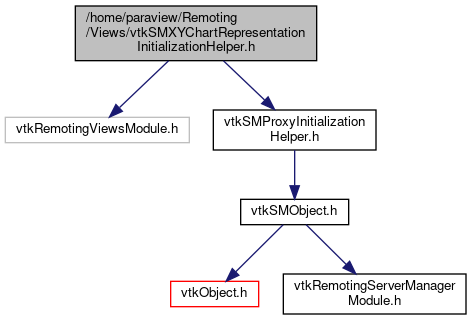 /home/paraview/Remoting
/Views/vtkSMXYChartRepresentation
InitializationHelper.h
vtkRemotingViewsModule.h
vtkSMProxyInitialization
Helper.h
vtkSMObject.h
vtkObject.h
vtkRemotingServerManager
Module.h